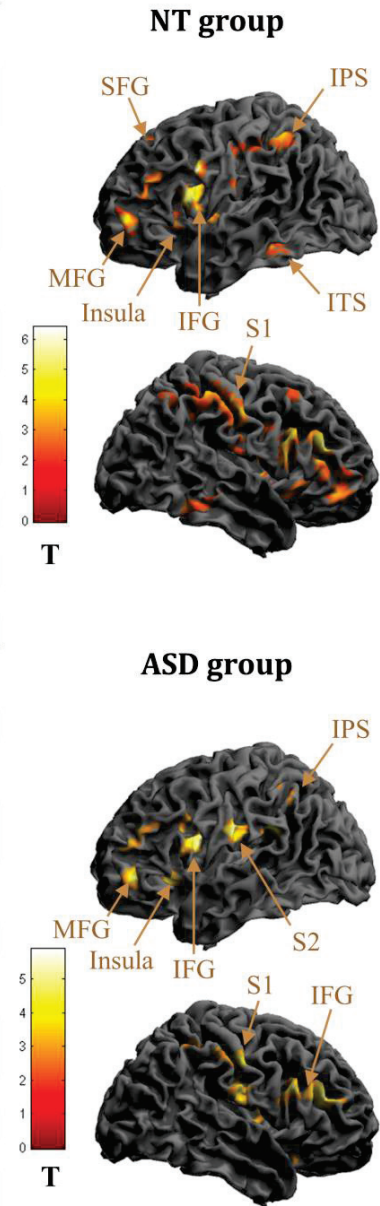 NT group
SFG
IPS
MFG
Insula
IFG
ITS
S1
6
5
4
3
2
1
0
T
ASD group
IPS
MFG
Insula
IFG
S2
S1
IFG
5
4
3
2
1
0
T